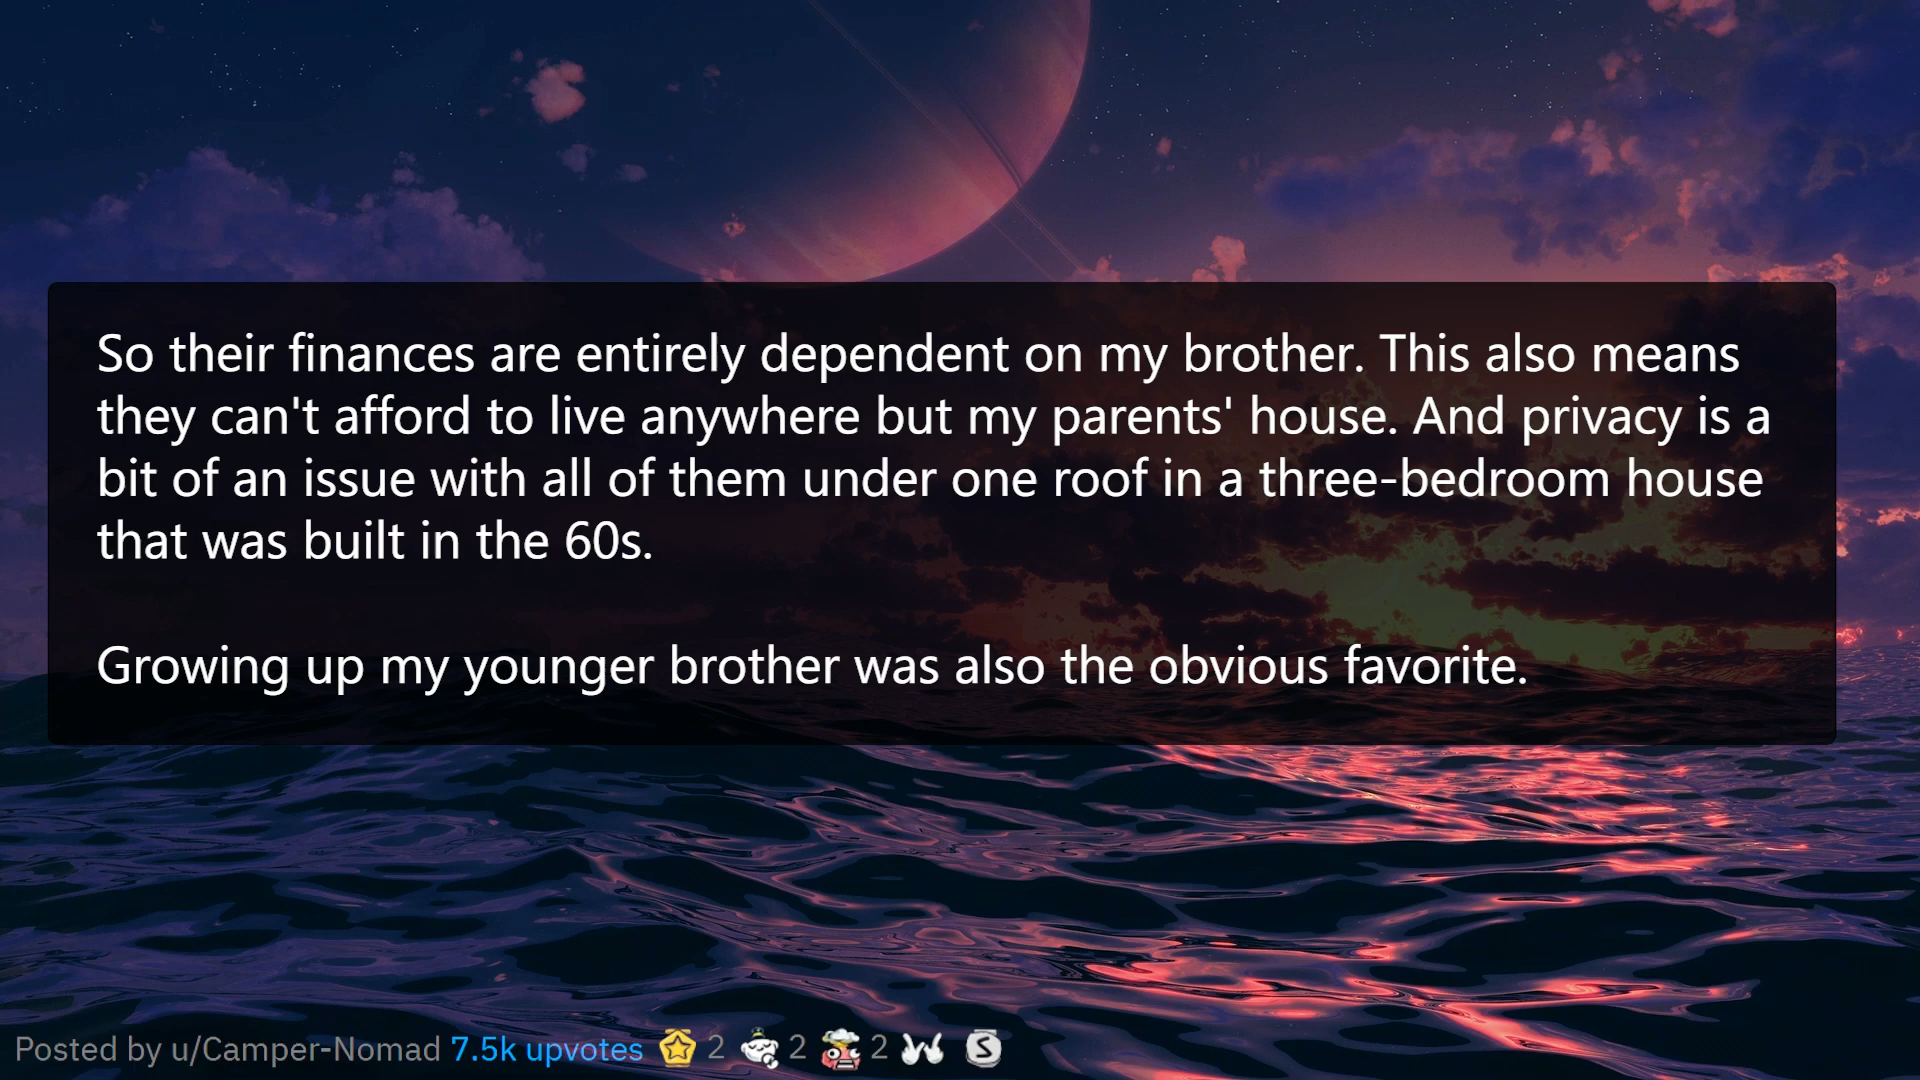 So their finances are entirely dependent on my brother. This also means
they can't afford to live anywhere but my parents' house. And privacy is a
bit of an issue with all of them under one roof in a three-bedroom house
that was built in the 60s.
Growing up my younger brother was also the obvious favorite.
Posted by u/Camper-Nomad 7.5k upvotes 2 2 2 S